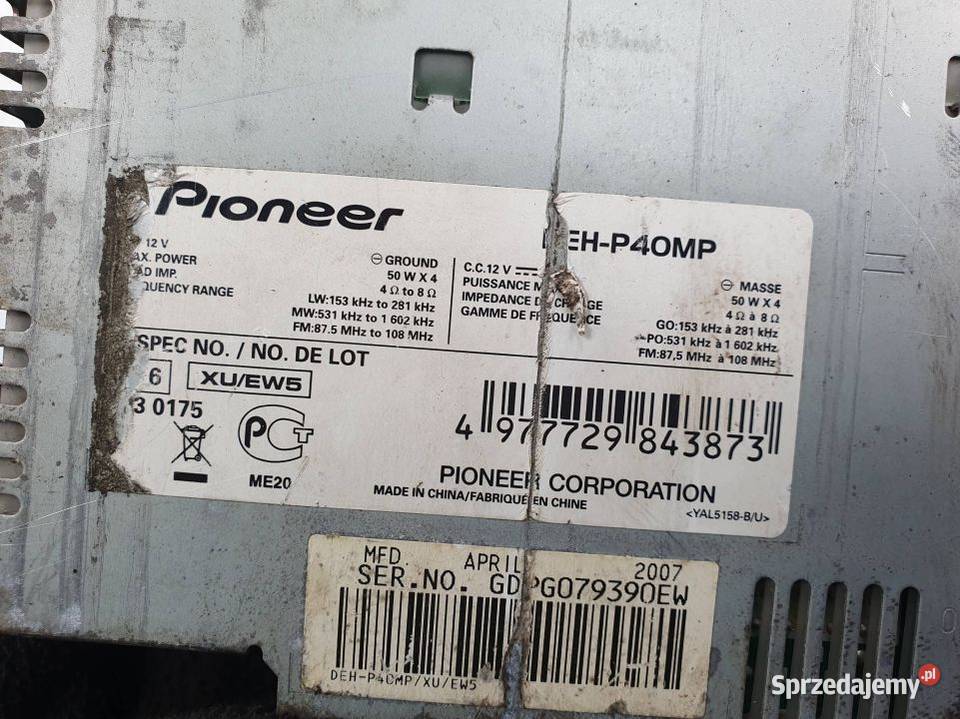 Pioneer
DEH-P40MP
12 V ⊖ GROUND
AX. POWER 50 W X 4
AD IMP. 4 Ω to 8 Ω
QUENCY RANGE LW:153 kHz to 281 kHz
MW:531 kHz to 1 602 kHz
FM:87.5 MHz to 108 MHz
C.C.12 V ⊖ MASSE
PUISSANCE M 50 W X 4
IMPEDANCE DE CHARGE 4 Ω à 8 Ω
GAMME DE FREQUENCE GO:153 kHz à 281 kHz
PO:531 kHz à 1 602 kHz
FM:87,5 MHz à 108 MHz
SPEC NO. / NO. DE LOT
6 XU/EW5
3 0175
PCT
ME20
4 977729 843873
PIONEER CORPORATION
MADE IN CHINA/FABRIQUÉ EN CHINE
<YAL5158-B/U>
MFD. APRIL 2007
SER.NO. GDPG079390EW
DEH-P40MP/XU/EW5
Sprzedajemy.pl